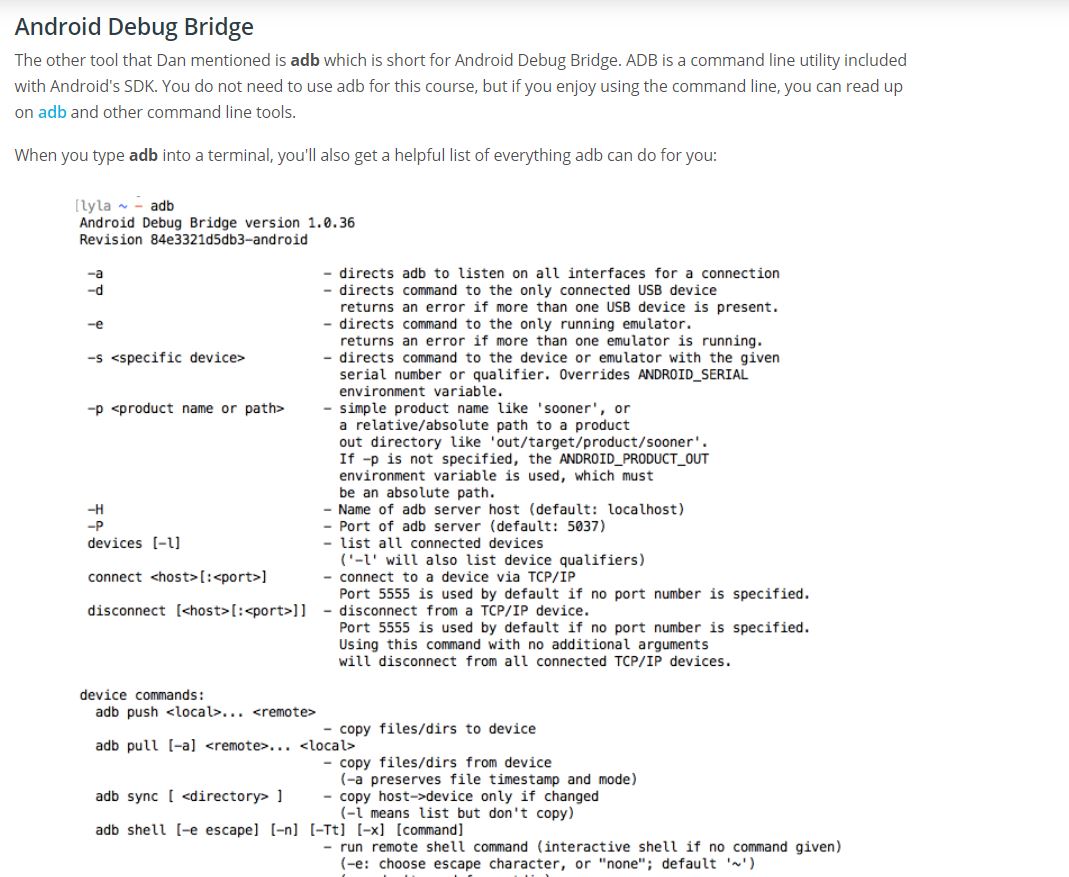 Android Debug Bridge
The other tool that Dan mentioned is adb which is short for Android Debug Bridge. ADB is a command line utility included
with Android's SDK. You do not need to use adb for this course, but if you enjoy using the command line, you can read up
on adb and other command line tools.
When you type adb into a terminal, you'll also get a helpful list of everything adb can do for you:
[lyla ~ – adb
Android Debug Bridge version 1.0.36
Revision 84e3321d5db3-android
-a - directs adb to listen on all interfaces for a connection
-d - directs command to the only connected USB device
returns an error if more than one USB device is present.
-e - directs command to the only running emulator.
returns an error if more than one emulator is running.
-s <specific device> - directs command to the device or emulator with the given
serial number or qualifier. Overrides ANDROID_SERIAL
environment variable.
-p <product name or path> - simple product name like 'sooner', or
a relative/absolute path to a product
out directory like 'out/target/product/sooner'.
If -p is not specified, the ANDROID_PRODUCT_OUT
environment variable is used, which must
be an absolute path.
-H - Name of adb server host (default: localhost)
-P - Port of adb server (default: 5037)
devices [-l] - list all connected devices
('-l' will also list device qualifiers)
connect <host>[:<port>] - connect to a device via TCP/IP
Port 5555 is used by default if no port number is specified.
disconnect [<host>[:<port>]] - disconnect from a TCP/IP device.
Port 5555 is used by default if no port number is specified.
Using this command with no additional arguments
will disconnect from all connected TCP/IP devices.
device commands:
adb push <local>... <remote>
- copy files/dirs to device
adb pull [-a] <remote>... <local>
- copy files/dirs from device
(-a preserves file timestamp and mode)
adb sync [ <directory> ] - copy host->device only if changed
(-l means list but don't copy)
adb shell [-e escape] [-n] [-Tt] [-x] [command]
- run remote shell command (interactive shell if no command given)
(-e: choose escape character, or "none"; default '~')